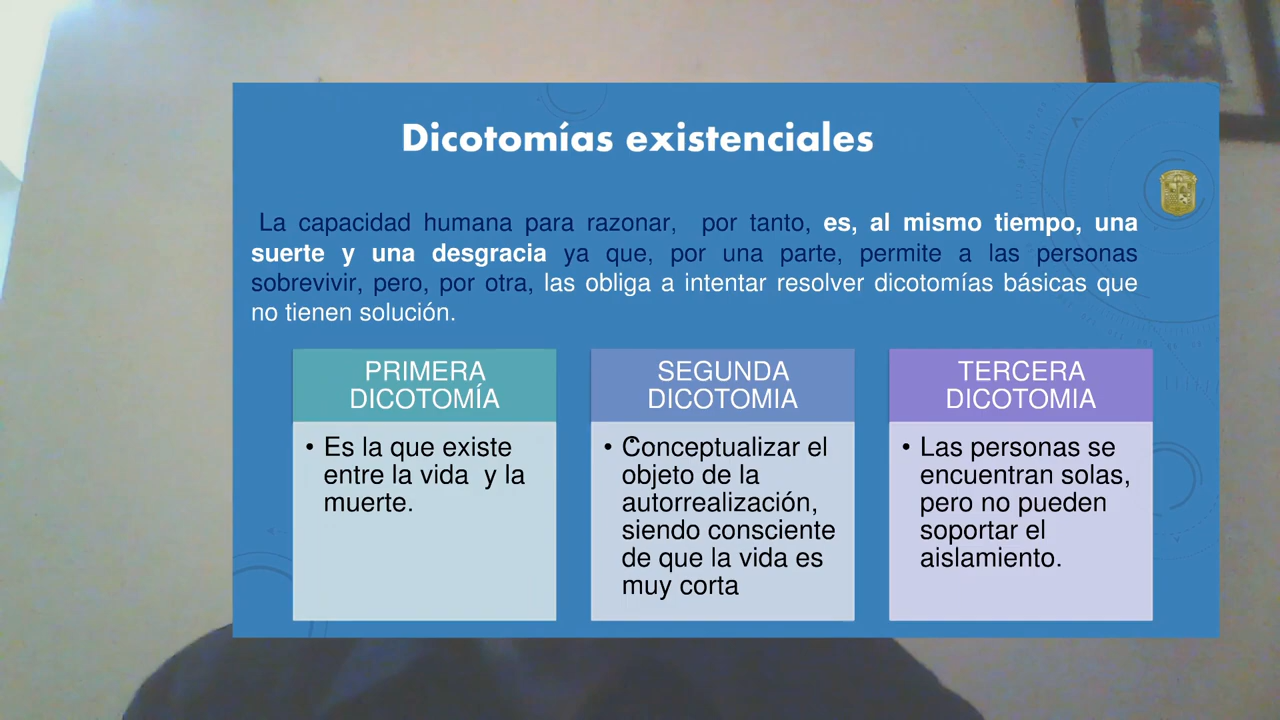 Dicotomías existenciales
La capacidad humana para razonar, por tanto, es, al mismo tiempo, una
suerte y una desgracia ya que, por una parte, permite a las personas
sobrevivir, pero, por otra, las obliga a intentar resolver dicotomías básicas que
no tienen solución.
PRIMERA
DICOTOMÍA
• Es la que existe
entre la vida y la
muerte.
SEGUNDA
DICOTOMIA
• Conceptualizar el
objeto de la
autorrealización,
siendo consciente
de que la vida es
muy corta
TERCERA
DICOTOMIA
• Las personas se
encuentran solas,
pero no pueden
soportar el
aislamiento.